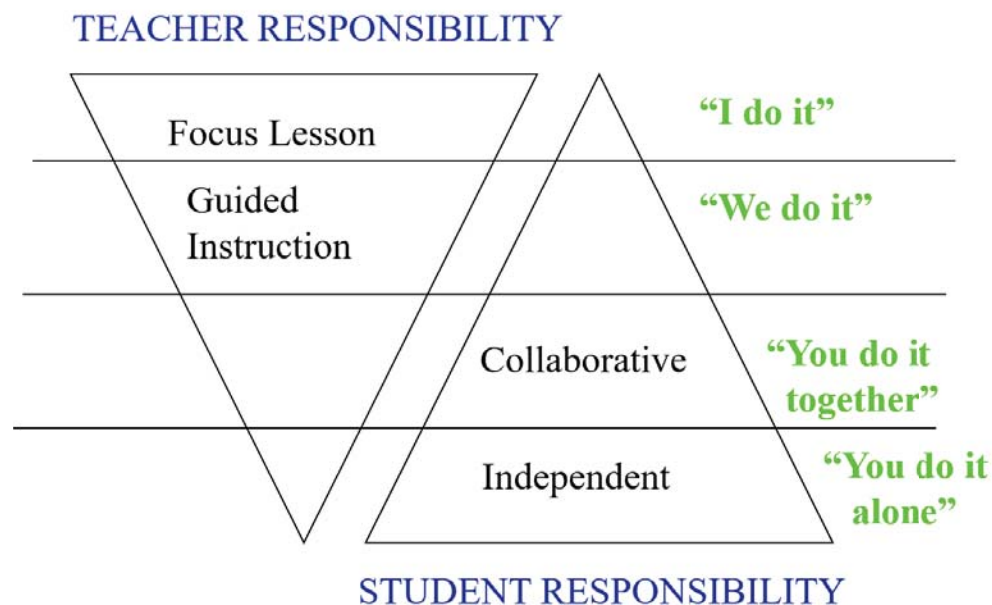 TEACHER RESPONSIBILITY
Focus Lesson
“I do it”
Guided
Instruction
“We do it”
Collaborative
“You do it
together”
Independent
“You do it
alone”
STUDENT RESPONSIBILITY